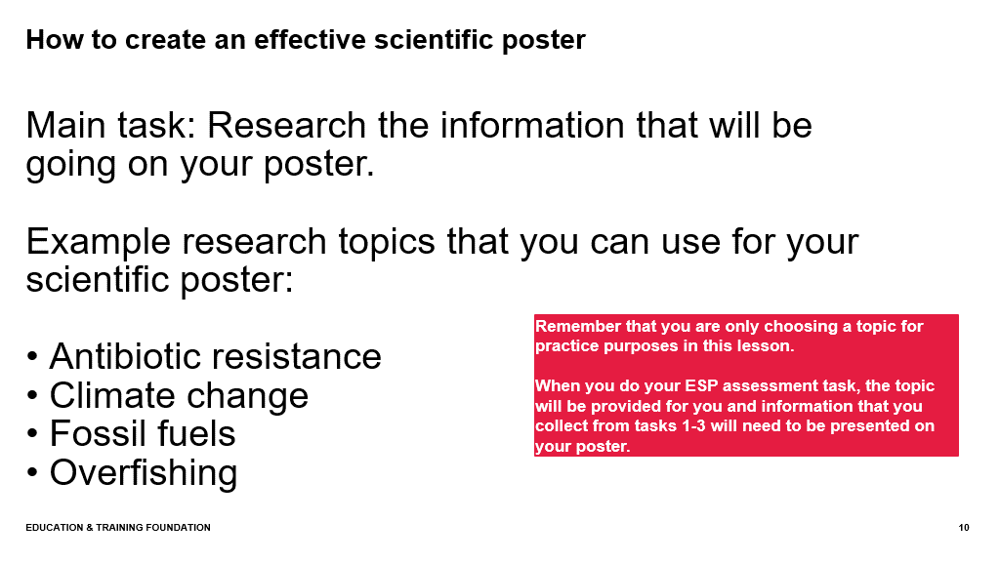 How to create an effective scientific poster
Main task: Research the information that will be
going on your poster.
Example research topics that you can use for your
scientific poster:
• Antibiotic resistance
• Climate change
• Fossil fuels
• Overfishing
Remember that you are only choosing a topic for
practice purposes in this lesson.
When you do your ESP assessment task, the topic
will be provided for you and information that you
collect from tasks 1-3 will need to be presented on
your poster.
EDUCATION & TRAINING FOUNDATION
10